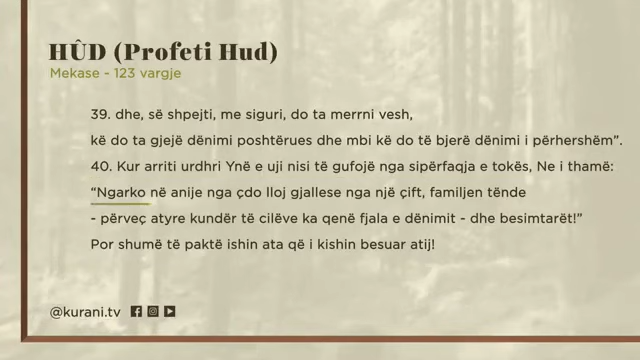 HÛD (Profeti Hud)
Mekase - 123 vargje
39. dhe, së shpejti, me siguri, do ta merrni vesh,
kë do ta gjejë dënimi poshtërues dhe mbi kë do të bjerë dënimi i përhershëm”.
40. Kur arriti urdhri Ynë e uji nisi të gufojë nga sipërfaqja e tokës, Ne i thamë:
“Ngarko në anije nga çdo lloj gjallese nga një çift, familjen tënde
- përveç atyre kundër të cilëve ka qenë fjala e dënimit - dhe besimtarët!”
Por shumë të paktë ishin ata që i kishin besuar atij!
@kurani.tv